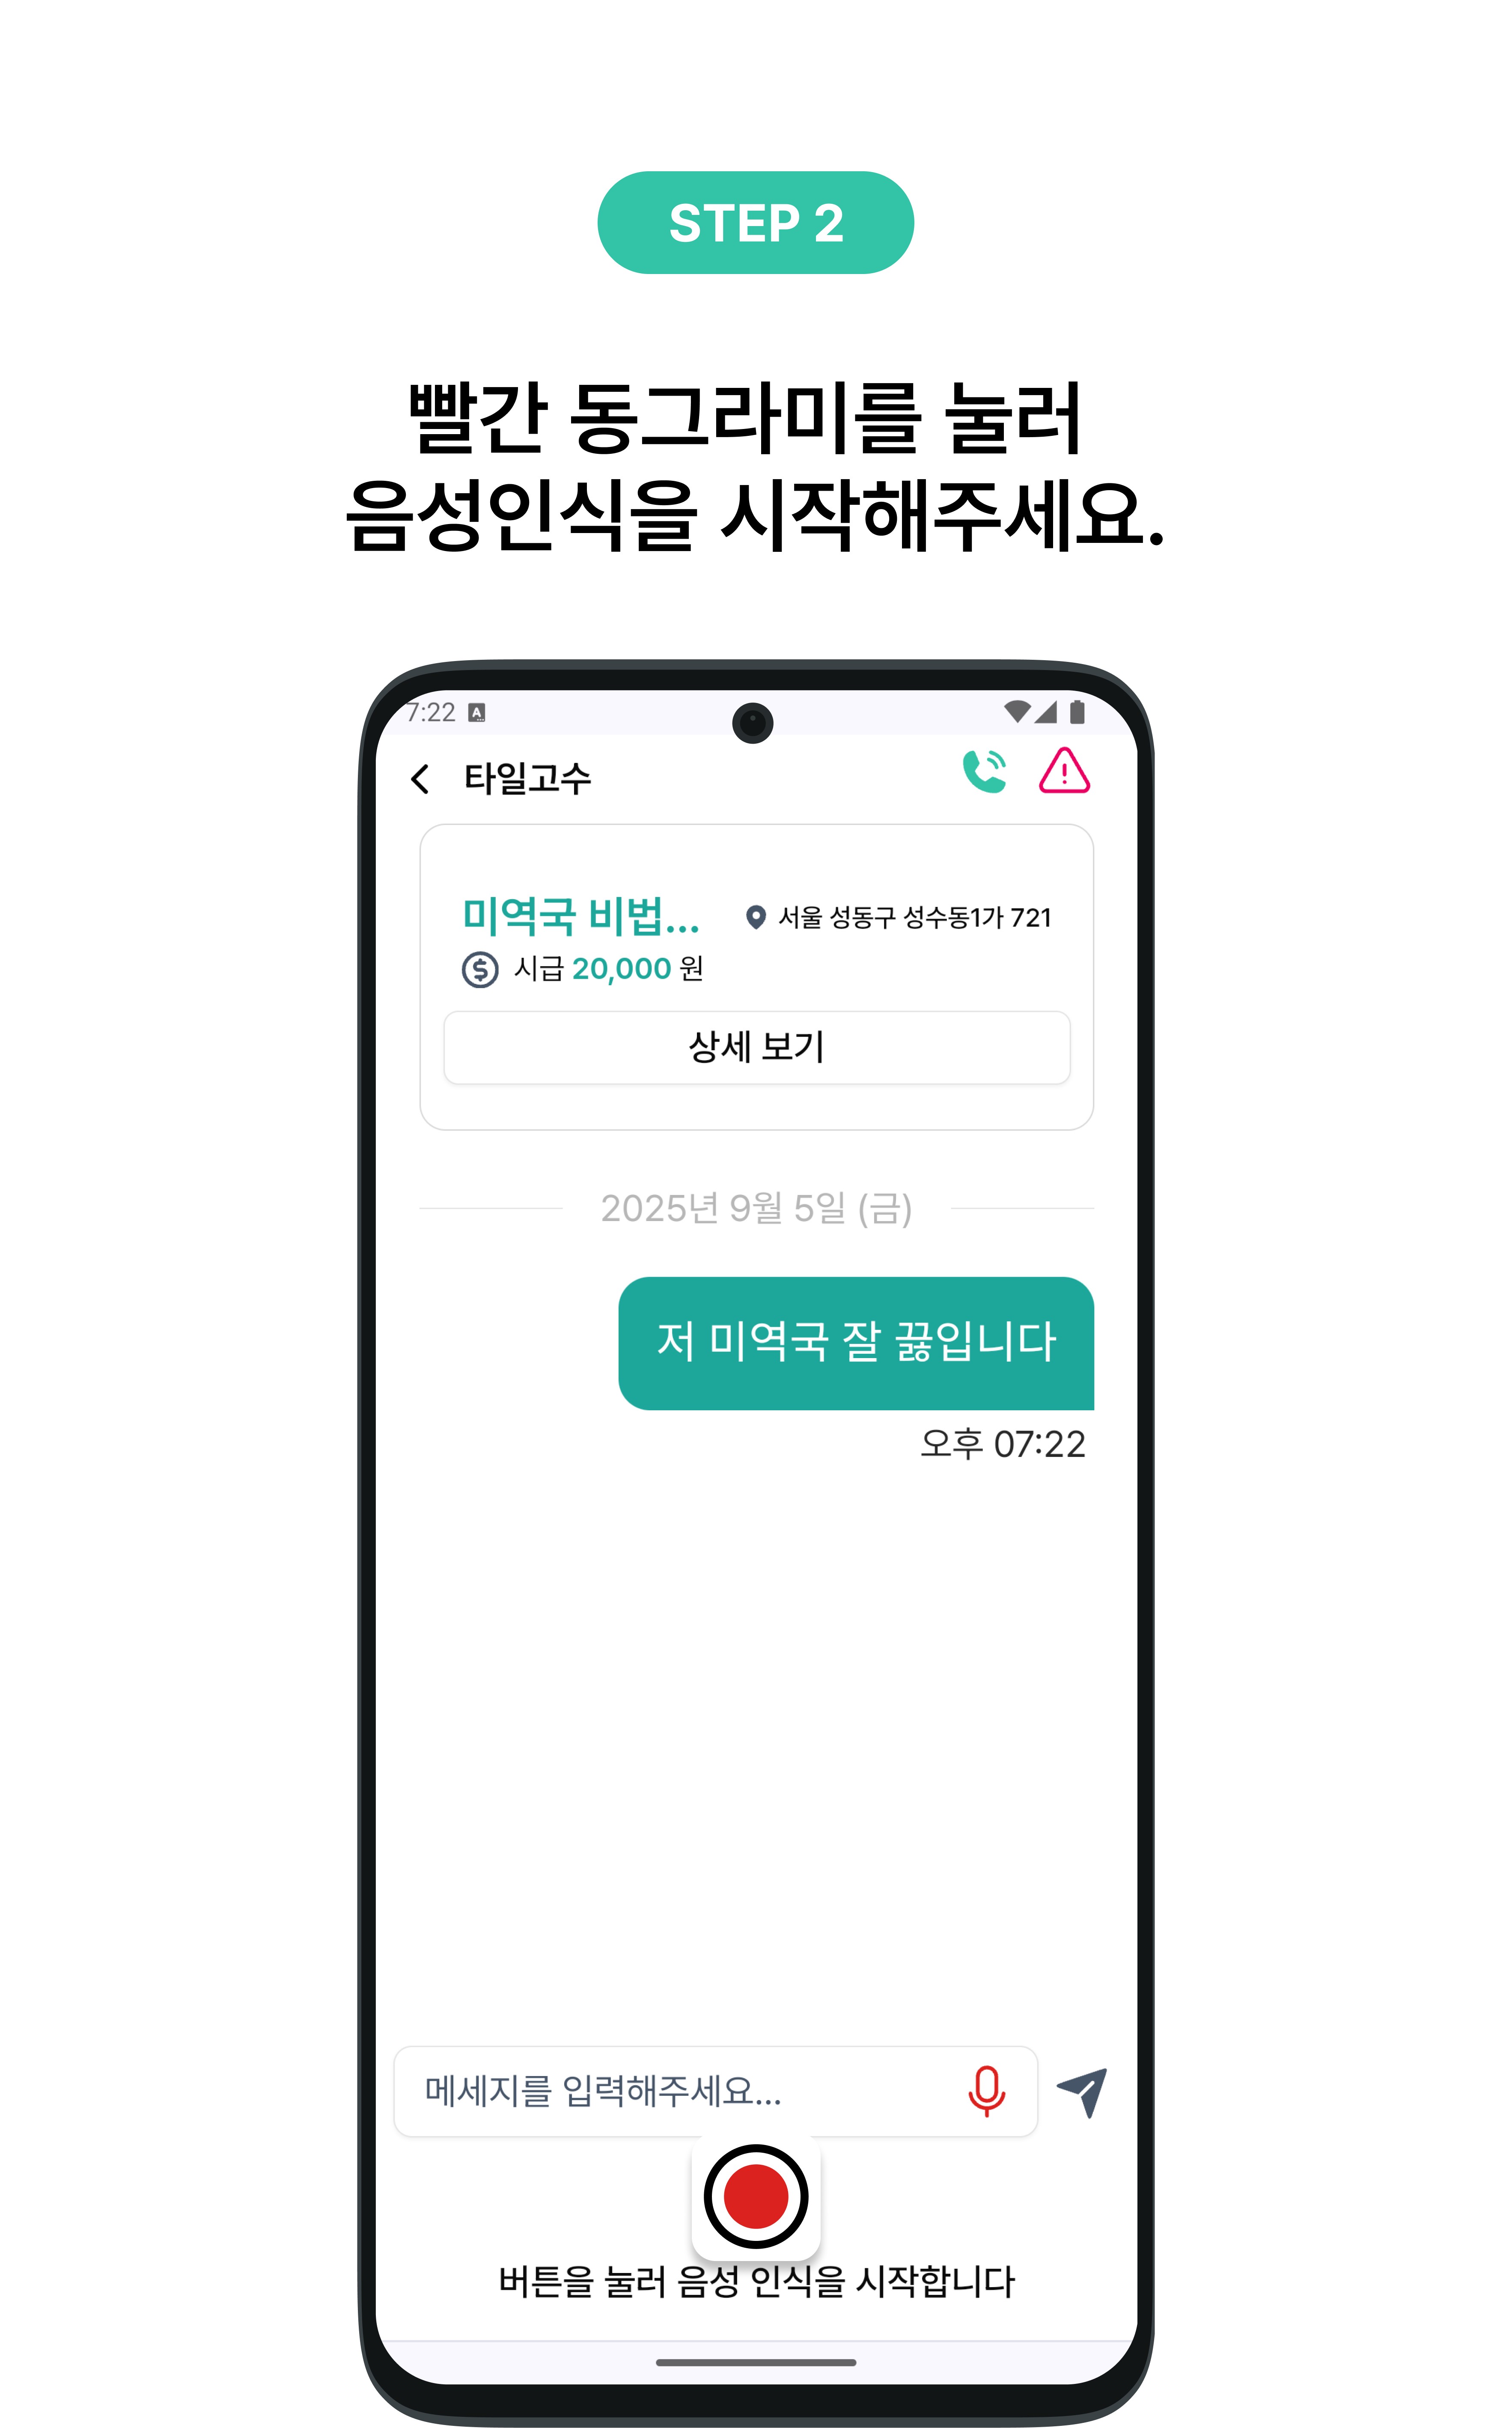 STEP 2
빨간 동그라미를 눌러
음성인식을 시작해주세요.
7:22
타일고수
미역국 비법...
서울 성동구 성수동1가 721
시급 20,000 원
상세 보기
2025년 9월 5일 (금)
저 미역국 잘 끓입니다
오후 07:22
메세지를 입력해주세요...
버튼을 눌러 음성 인식을 시작합니다